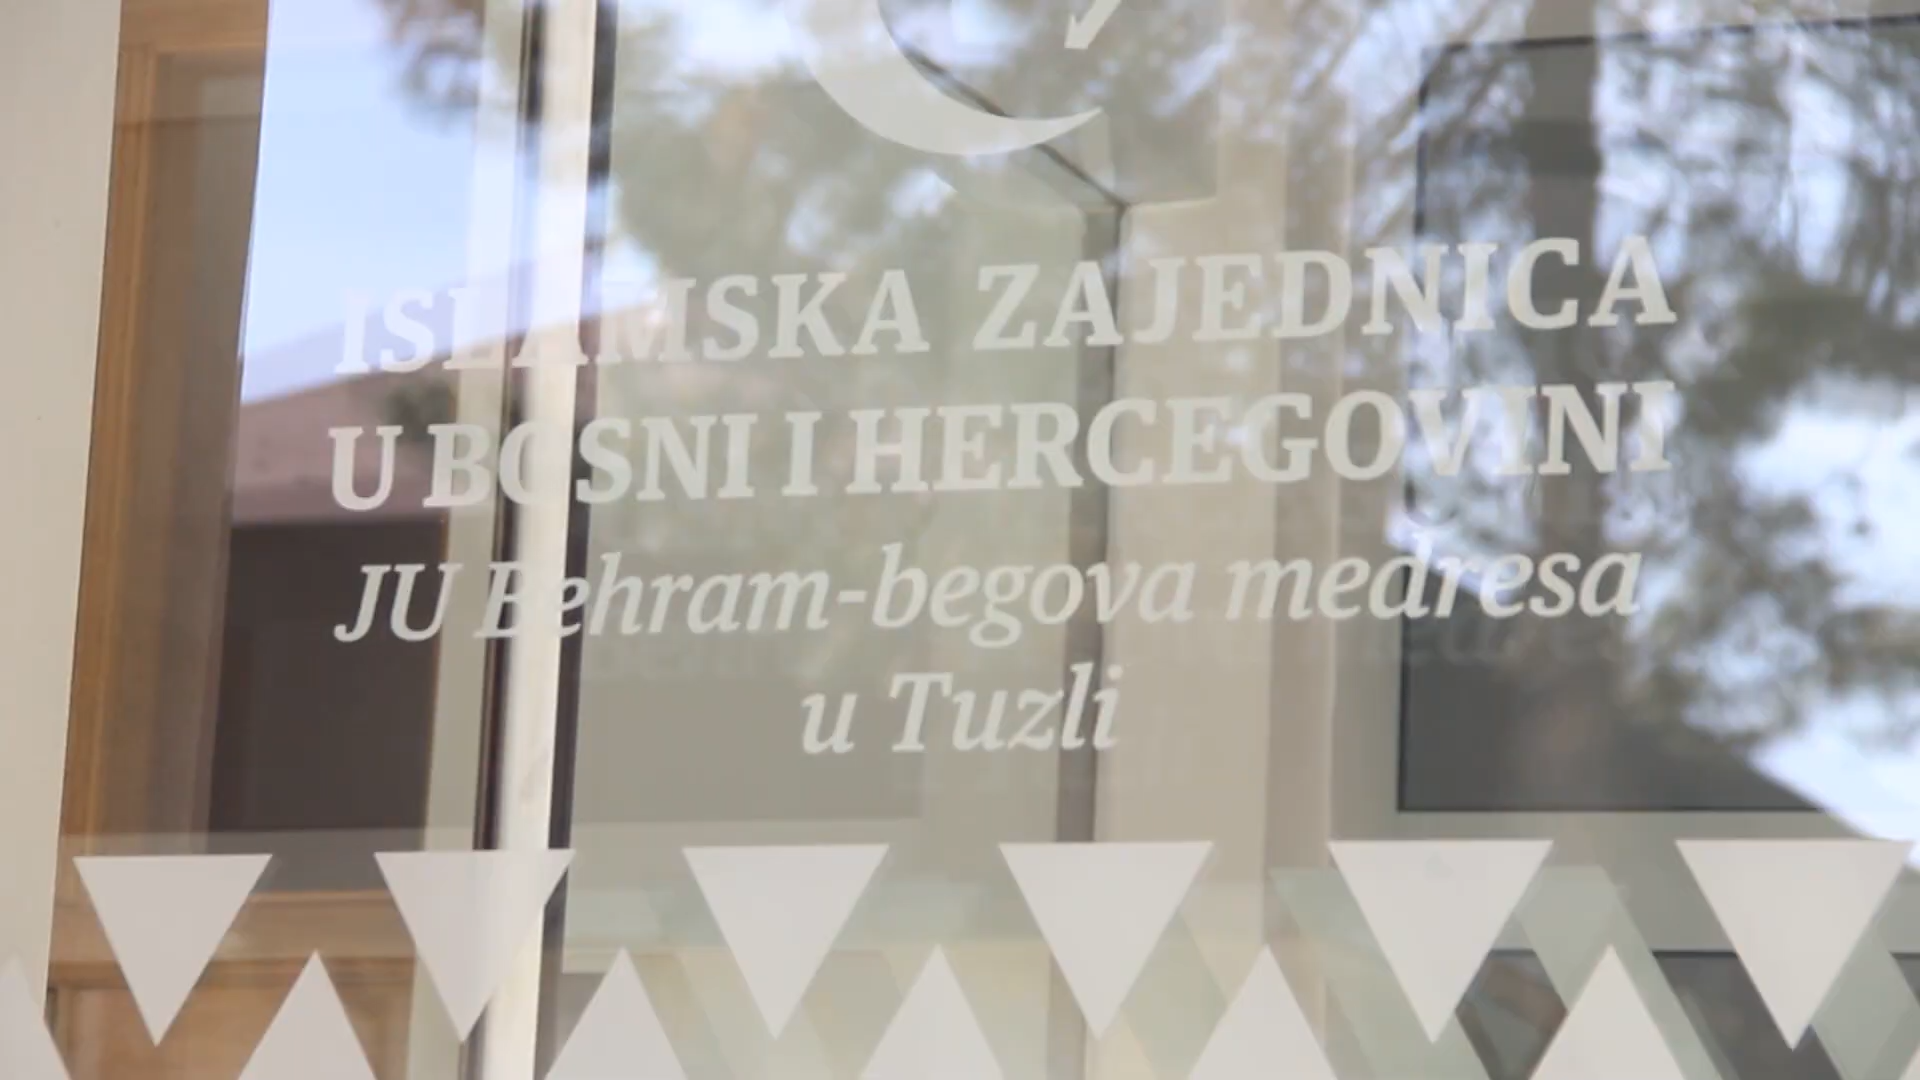 ISLAMSKA ZAJEDNICA
U BOSNI I HERCEGOVINI
JU Behram-begova medresa
u Tuzli